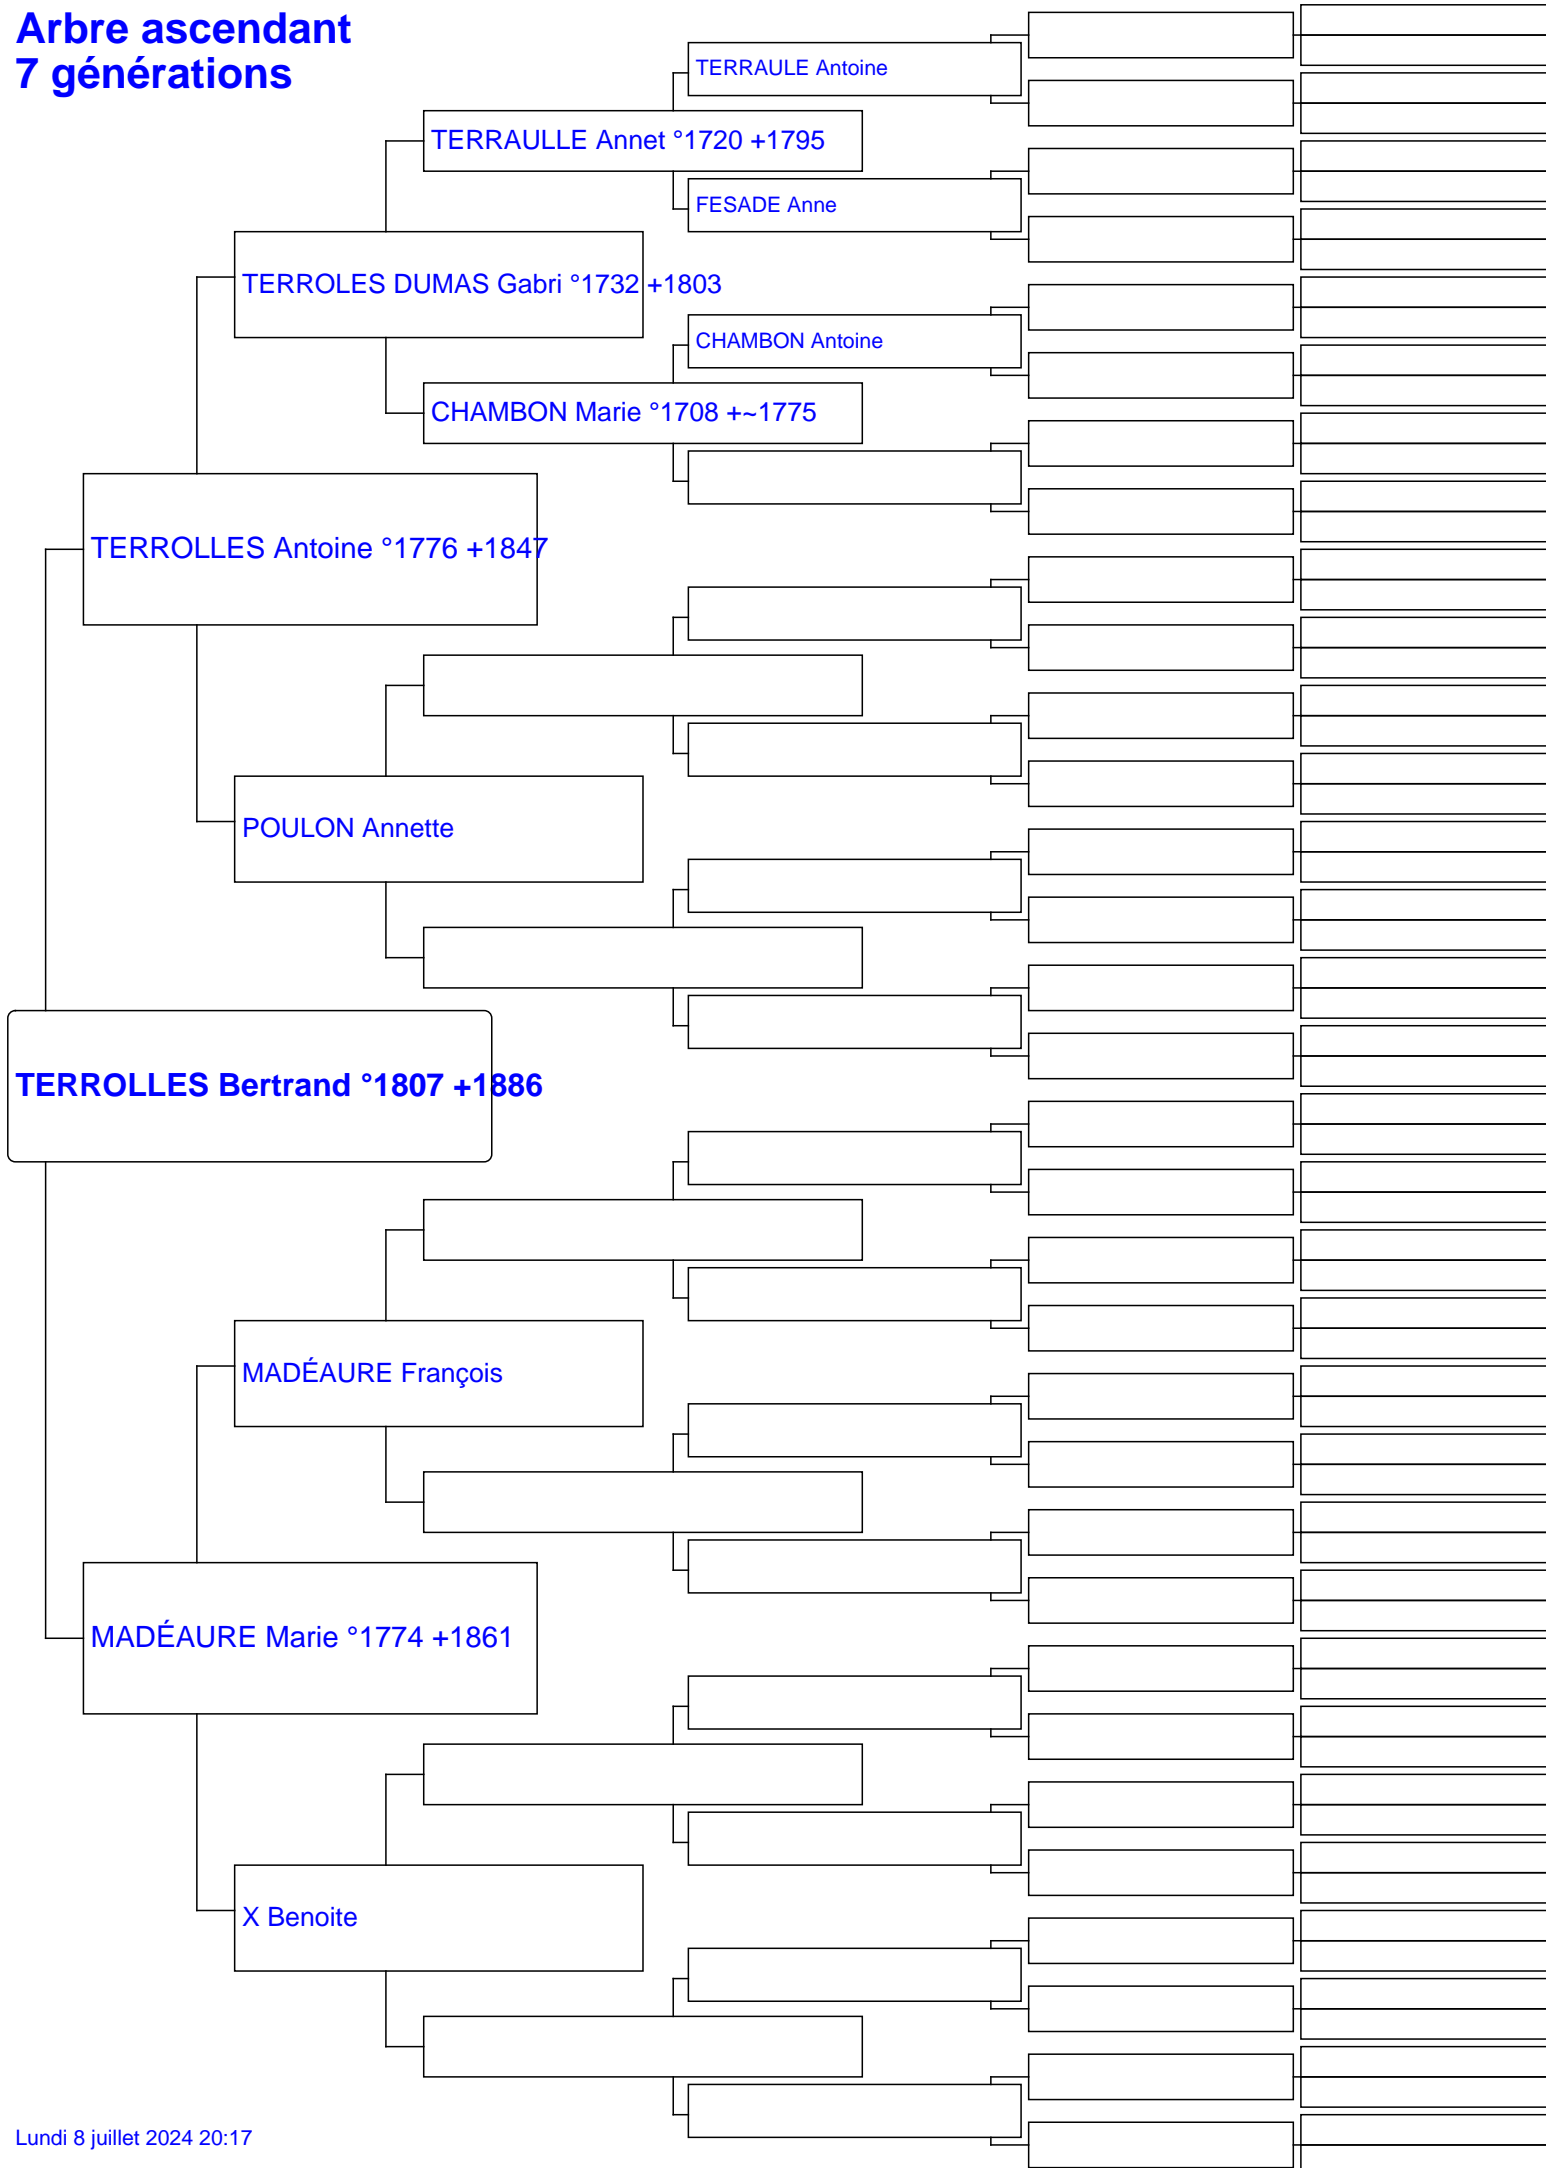 Arbre ascendant
7 générations
TERRAULE Antoine
TERRAULLE Annet °1720 +1795
FESADE Anne
TERROLES DUMAS Gabri °1732 +1803
CHAMBON Antoine
CHAMBON Marie °1708 +~1775
TERROLLES Antoine °1776 +1847
POULON Annette
TERROLLES Bertrand °1807 +1886
MADÉAURE François
MADÉAURE Marie °1774 +1861
X Benoite
Lundi 8 juillet 2024 20:17